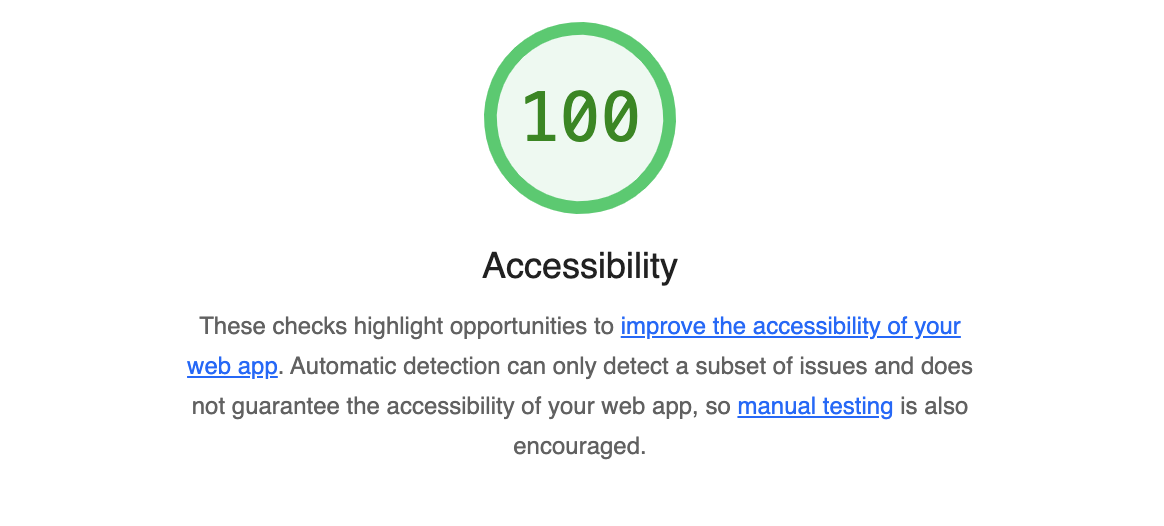 100
Accessibility
These checks highlight opportunities to improve the accessibility of your
web app. Automatic detection can only detect a subset of issues and does
not guarantee the accessibility of your web app, so manual testing is also
encouraged.